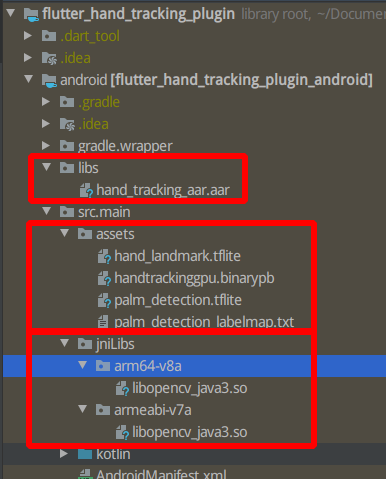 flutter_hand_tracking_plugin library root, ~/Docume
.dart_tool
.idea
android [flutter_hand_tracking_plugin_android]
.gradle
.idea
gradle.wrapper
libs
hand_tracking_aar.aar
src.main
assets
hand_landmark.tflite
handtrackinggpu.binarypb
palm_detection.tflite
palm_detection_labelmap.txt
jniLibs
arm64-v8a
libopencv_java3.so
armeabi-v7a
libopencv_java3.so
kotlin
AndroidManifest.xml